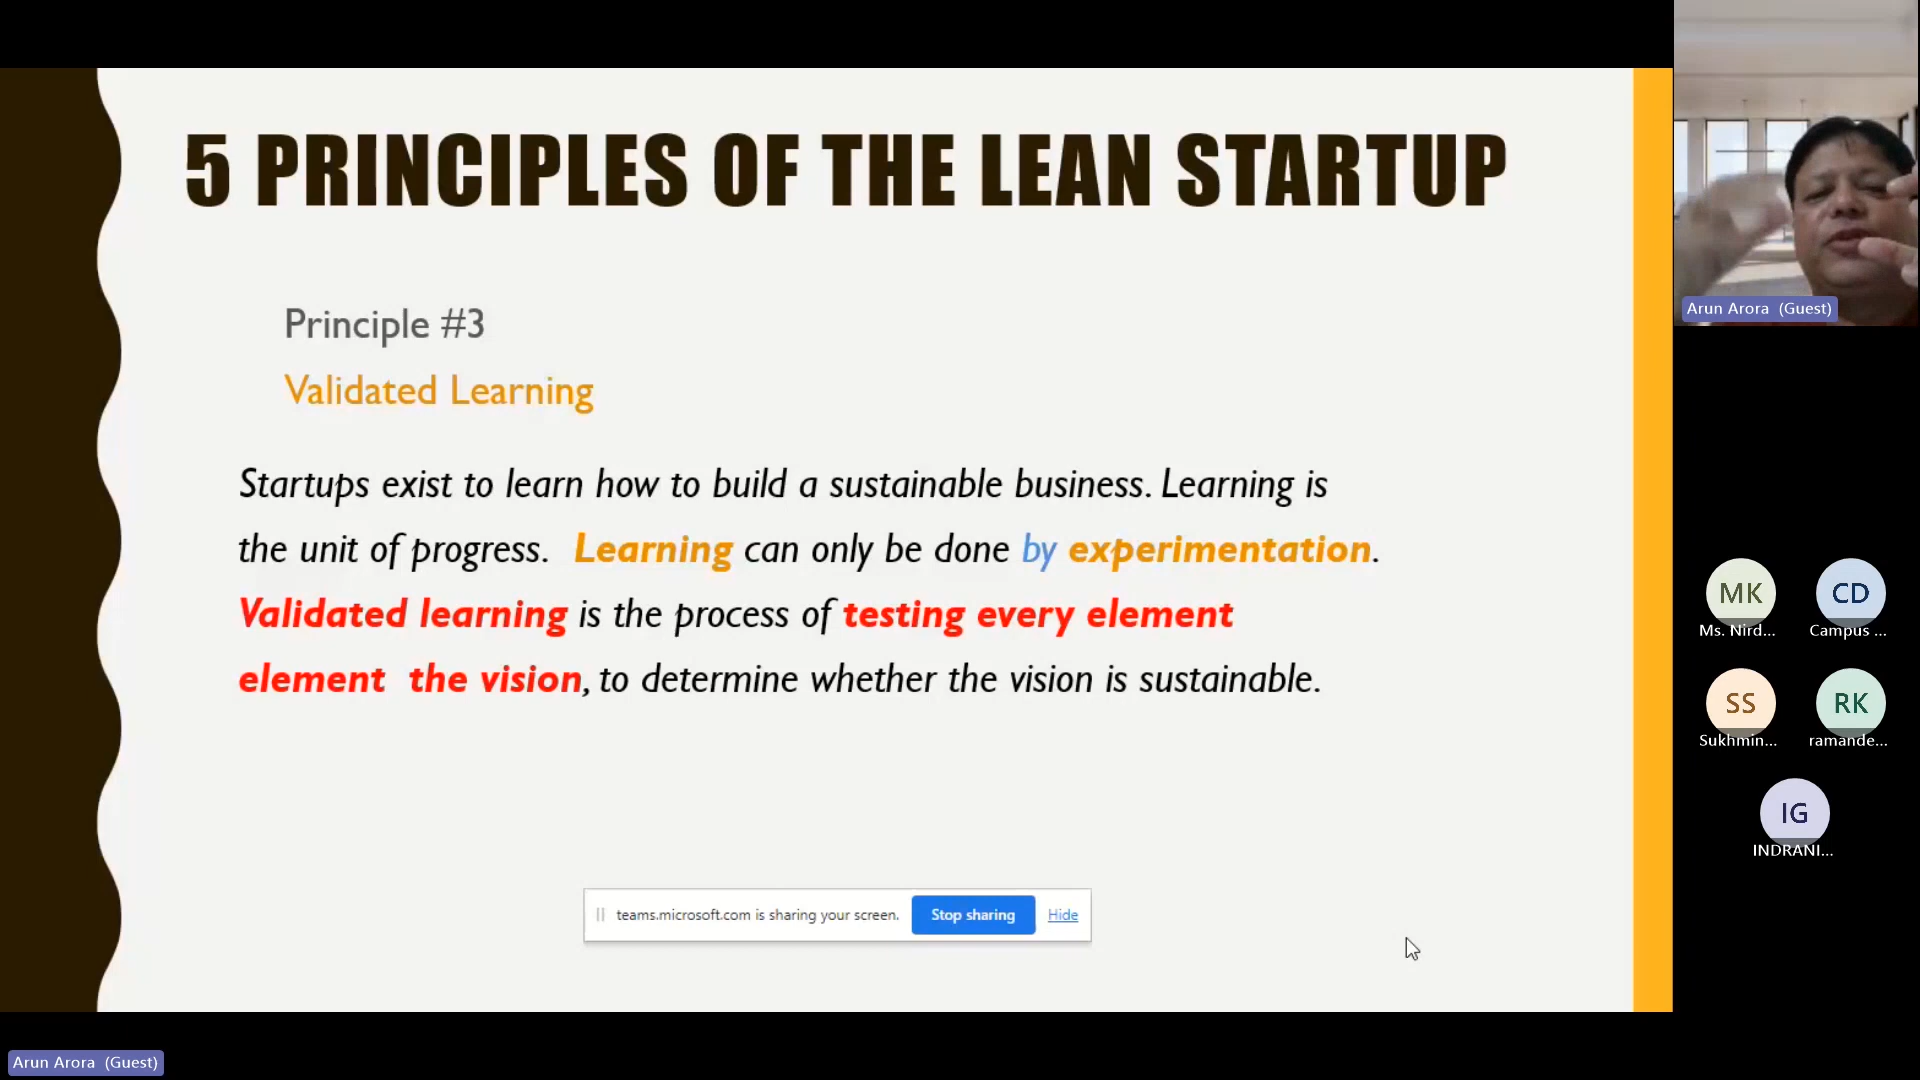 5 PRINCIPLES OF THE LEAN STARTUP
Principle #3
Validated Learning
Startups exist to learn how to build a sustainable business. Learning is
the unit of progress. Learning can only be done by experimentation.
Validated learning is the process of testing every element
element the vision, to determine whether the vision is sustainable.
teams.microsoft.com is sharing your screen.
Stop sharing
Hide
Arun Arora (Guest)
MK
Ms. Nird...
CD
Campus ...
SS
Sukhmin...
RK
ramande...
IG
INDRANI...
Arun Arora (Guest)